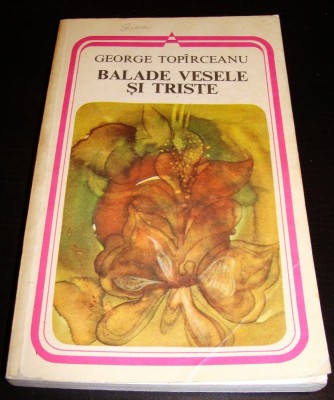 GEORGE TOPÎRCEANU
BALADE VESELE
ȘI TRISTE